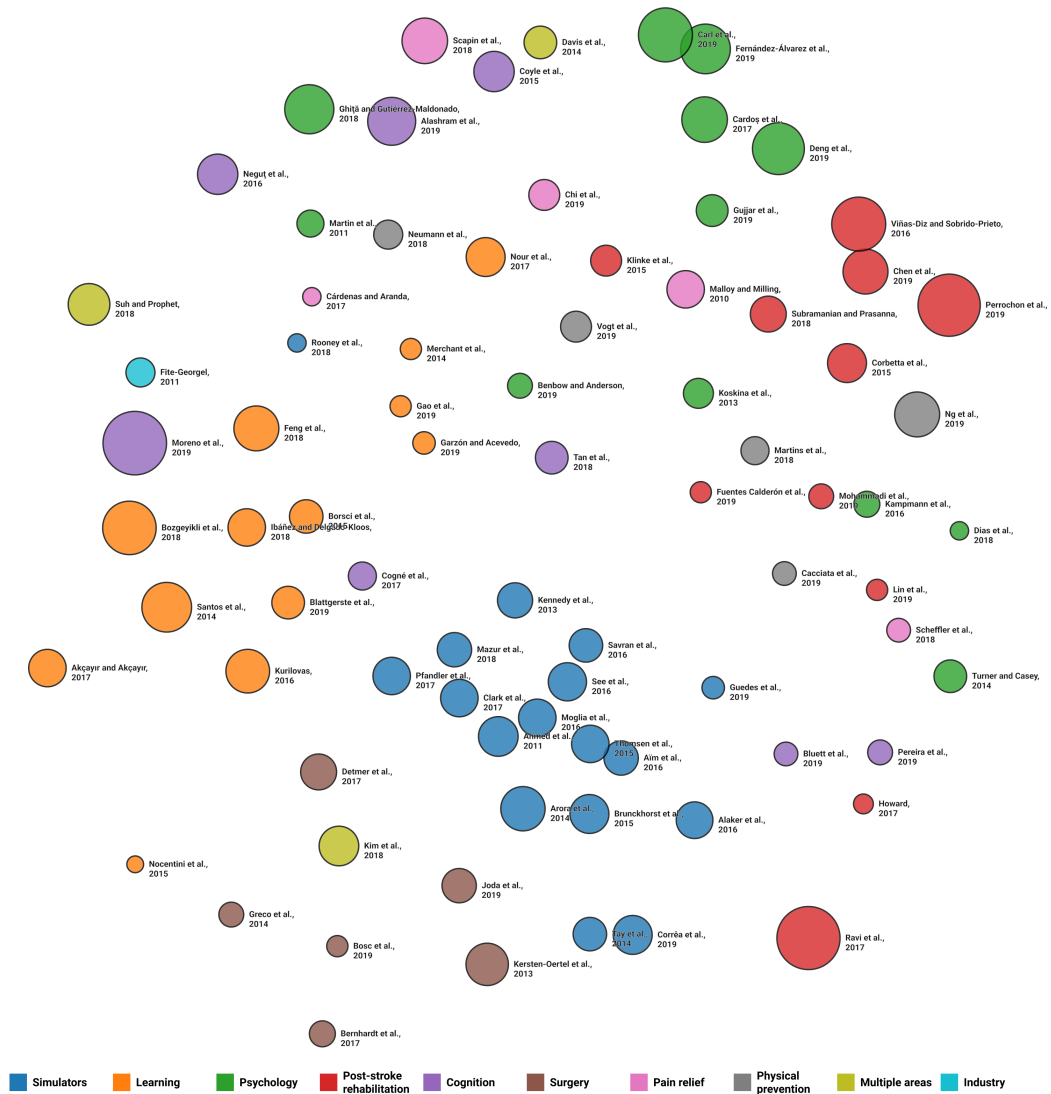 Scapin et al.,
2018
Davis et al.,
2014
Carl et al.,
2019
Fernández-Álvarez et al.,
2019
Coyle et al.,
2015
Ghiţă and Gutiérrez-Maldonado,
2018
Alashram et al.,
2019
Cardoş et al.,
2017
Deng et al.,
2019
Neguţ et al.,
2016
Chi et al.,
2019
Gujjar et al.,
2019
Martin et al.,
2011
Neumann et al.,
2018
Viñas-Diz and Sobrido-Prieto,
2016
Nour et al.,
2017
Klinke et al.,
2015
Chen et al.,
2019
Malloy and Milling,
2010
Cárdenas and Aranda,
2017
Suh and Prophet,
2018
Perrochon et al.,
2019
Subramanian and Prasanna,
2018
Vogt et al.,
2019
Rooney et al.,
2018
Merchant et al.,
2014
Corbetta et al.,
2015
Fite-Georgel,
2011
Benbow and Anderson,
2019
Koskina et al.,
2013
Gao et al.,
2019
Ng et al.,
2019
Feng et al.,
2018
Moreno et al.,
2019
Garzón and Acevedo,
2019
Martins et al.,
2018
Tan et al.,
2018
Fuentes Calderón et al.,
2019
Mohammadi et al.,
2019
Kampmann et al.,
2016
Borsci et al.,
2015
Bozgeyikli et al.,
2018
Ibáñez and Delgado-Kloos,
2018
Dias et al.,
2018
Cogné et al.,
2017
Cacciata et al.,
2019
Lin et al.,
2019
Kennedy et al.,
2013
Blattgerste et al.,
2019
Santos et al.,
2014
Scheffler et al.,
2018
Mazur et al.,
2018
Savran et al.,
2016
Akçayır and Akçayır,
2017
Kurilovas,
2016
Pfandler et al.,
2017
See et al.,
2016
Guedes et al.,
2019
Turner and Casey,
2014
Clark et al.,
2017
Moglia et al.,
2016
Ahmed et al.,
2011
Thomsen et al.,
2015
Aïm et al.,
2016
Bluett et al.,
2019
Pereira et al.,
2019
Detmer et al.,
2017
Howard,
2017
Arora et al.,
2014
Brunckhorst et al.,
2015
Alaker et al.,
2016
Kim et al.,
2018
Nocentini et al.,
2015
Joda et al.,
2019
Greco et al.,
2014
Tay et al.,
2014
Corrêa et al.,
2019
Ravi et al.,
2017
Bosc et al.,
2019
Kersten-Oertel et al.,
2013
Bernhardt et al.,
2017
Simulators
Learning
Psychology
Post-stroke
rehabilitation
Cognition
Surgery
Pain relief
Physical
prevention
Multiple areas
Industry